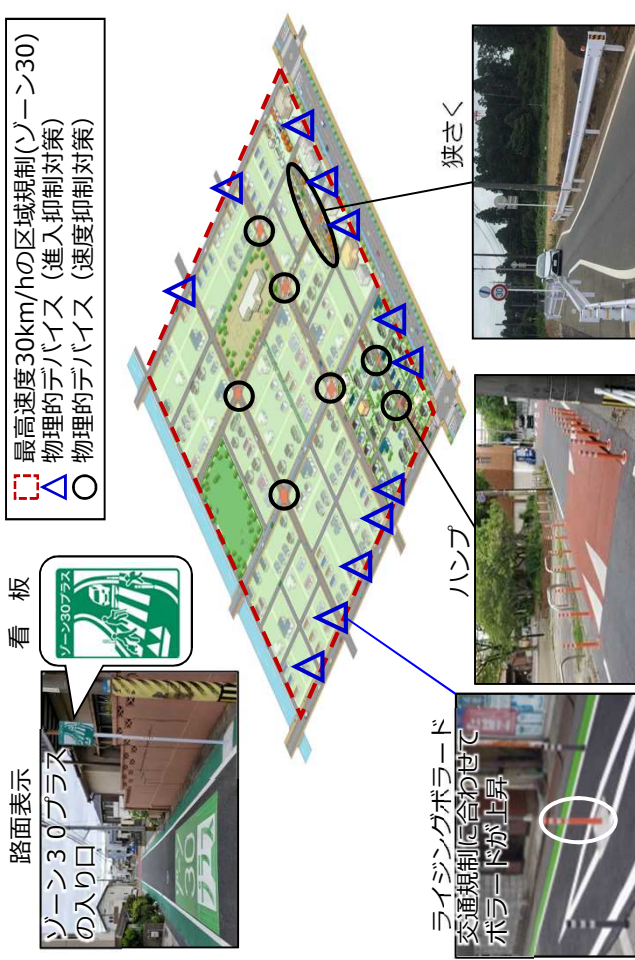 最高速度30km/hの区域規制(ゾーン30)
物理的デバイス（進入抑制対策）
物理的デバイス（速度抑制対策）
路面表示
看 板
ゾーン３０プラス
の入り口
ゾーン30プラス
狭さく
ハンプ
ライジングボラード
交通規制に合わせて
ボラードが上昇
ゾーン
30